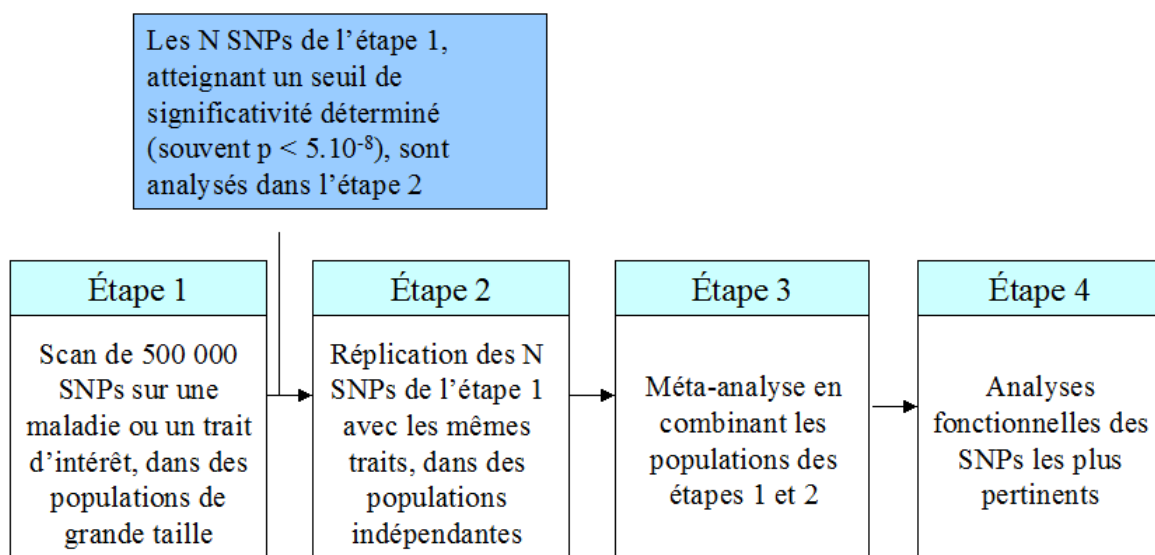 Les N SNPs de l'étape 1,
atteignant un seuil de
significativité déterminé
(souvent p < 5.10⁻⁸), sont
analysés dans l'étape 2
Étape 1
Scan de 500 000
SNPs sur une
maladie ou un trait
d'intérêt, dans des
populations de
grande taille
Étape 2
Réplication des N
SNPs de l'étape 1
avec les mêmes
traits, dans des
populations
indépendantes
Étape 3
Méta-analyse en
combinant les
populations des
étapes 1 et 2
Étape 4
Analyses
fonctionnelles des
SNPs les plus
pertinents